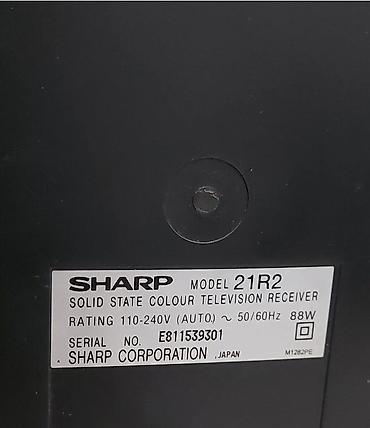 SHARP MODEL 21R2
SOLID STATE COLOUR TELEVISION RECEIVER
RATING 110-240V (AUTO.) ~ 50/60Hz 88W
SERIAL NO. E811539301
SHARP CORPORATION ,JAPAN M1282PE